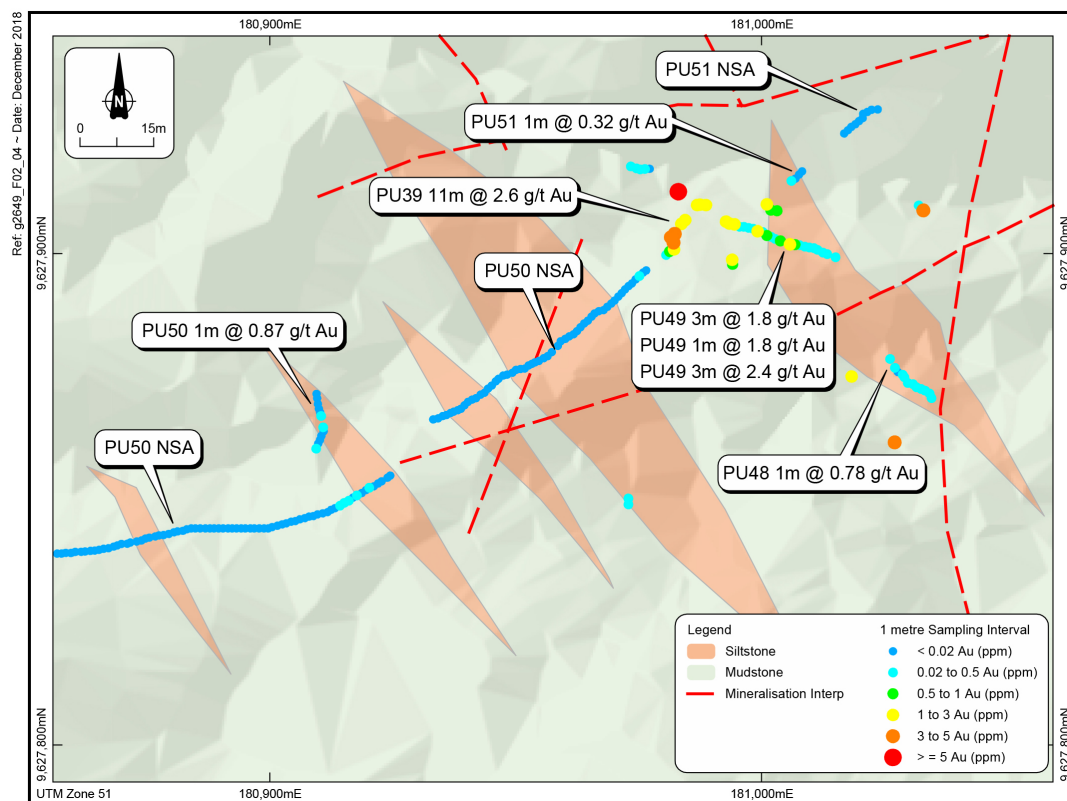 Ref: g2649_F02_04 ~ Date: December 2018
180,900mE
181,000mE
N
0
15m
PU51 NSA
PU51 1m @ 0.32 g/t Au
PU39 11m @ 2.6 g/t Au
9,627,900mN
9,627,900mN
PU50 NSA
PU50 1m @ 0.87 g/t Au
PU49 3m @ 1.8 g/t Au
PU49 1m @ 1.8 g/t Au
PU49 3m @ 2.4 g/t Au
PU50 NSA
PU48 1m @ 0.78 g/t Au
Legend
Siltstone
Mudstone
Mineralisation Interp
1 metre Sampling Interval
< 0.02 Au (ppm)
0.02 to 0.5 Au (ppm)
0.5 to 1 Au (ppm)
1 to 3 Au (ppm)
3 to 5 Au (ppm)
> = 5 Au (ppm)
9,627,800mN
9,627,800mN
UTM Zone 51
180,900mE
181,000mE